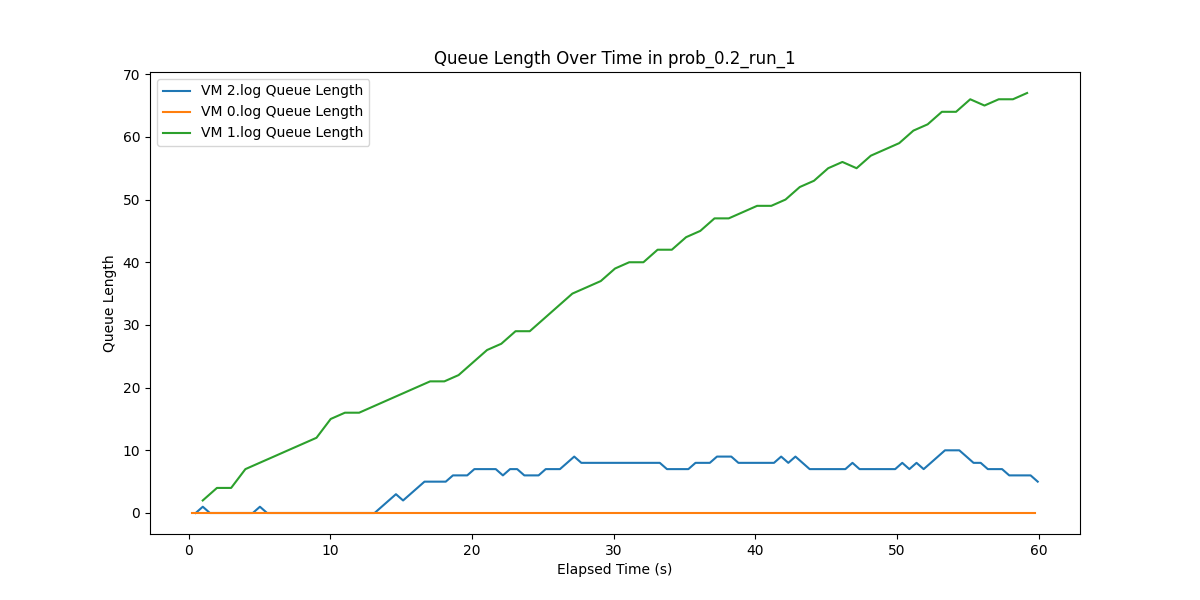 Queue Length Over Time in prob_0.2_run_1
VM 2.log Queue Length
VM 0.log Queue Length
VM 1.log Queue Length
Queue Length
70
60
50
40
30
20
10
0
0 10 20 30 40 50 60
Elapsed Time (s)